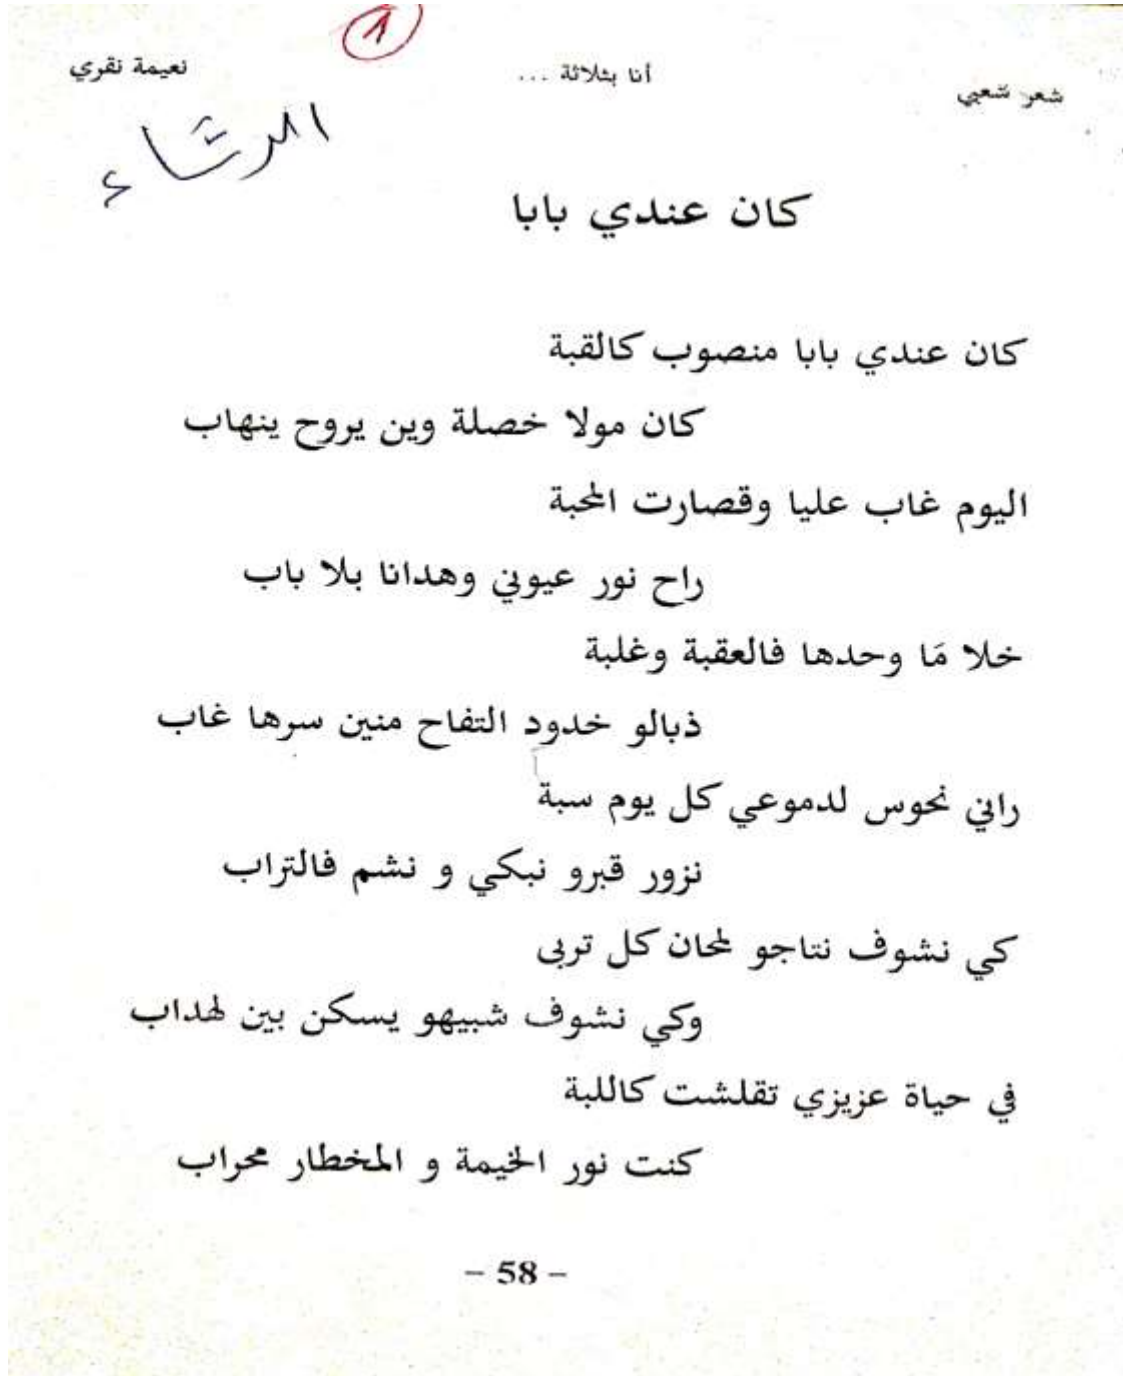 1
شعر شعبي أنا بثلاثة ... نعيمة نقري
الرثاء
كان عندي بابا
كان عندي بابا منصوب كالقبة
كان مولا خصلة وين يروح ينهاب
اليوم غاب عليا وقصارت المحبة
راح نور عيوني وهدانا بلا باب
خلا مَا وحدها فالعقبة وغلبة
ذبالو خدود التفاح منين سرها غاب
راني نحوس لدموعي كل يوم سبة
نزور قبرو نبكي و نشم فالتراب
كي نشوف نتاجو لمحان كل تربى
وكي نشوف شبيهو يسكن بين لهداب
في حياة عزيزي تقلشت كاللبة
كنت نور الخيمة و المخطار محراب
– 58 –